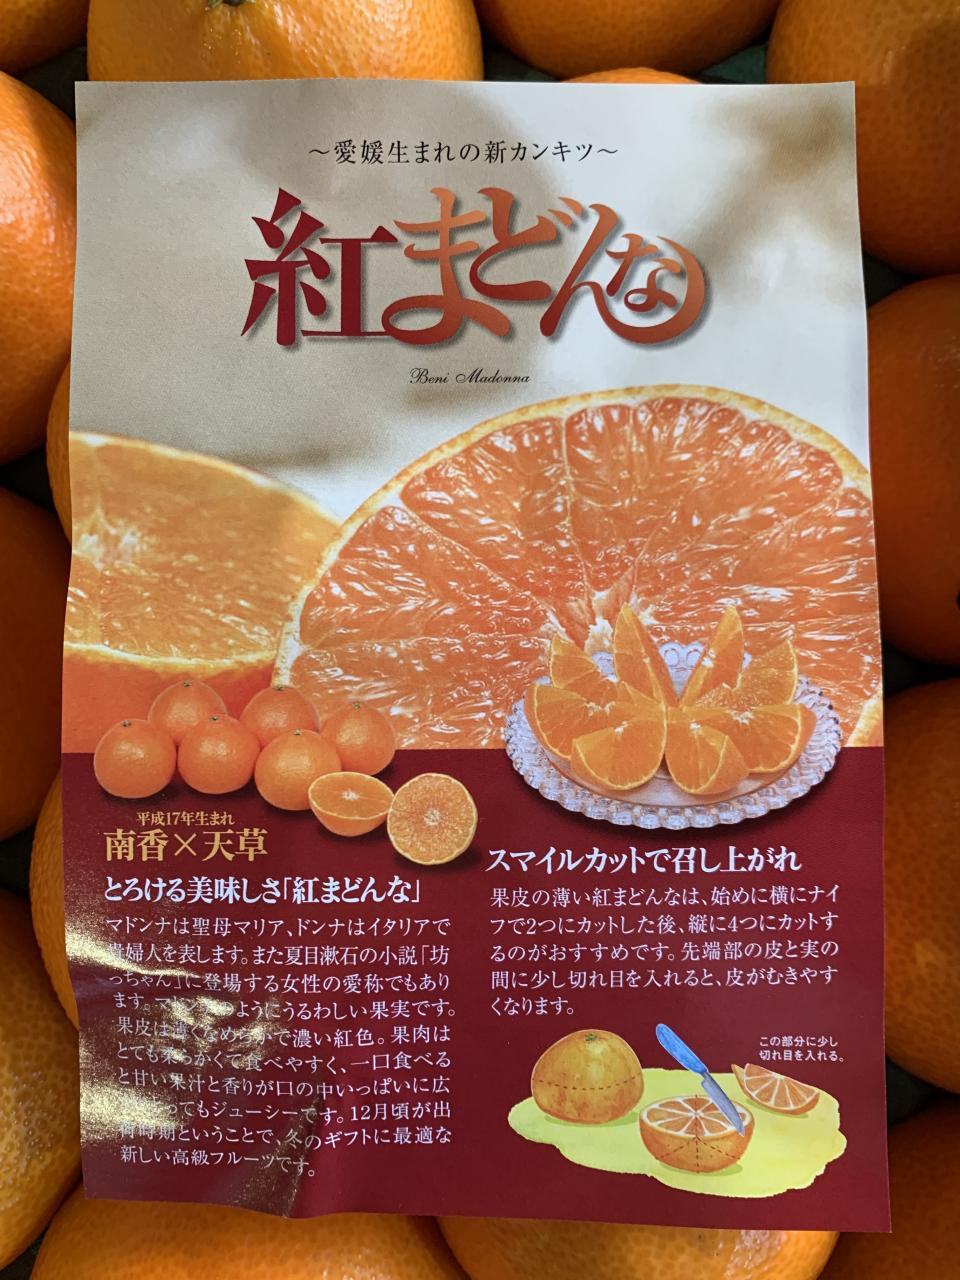 〜愛媛生まれの新カンキツ〜
紅まどんな
Beni Madonna
平成17年生まれ
南香×天草
とろける美味しさ「紅まどんな」
マドンナは聖母マリア、ドンナはイタリアで
貴婦人を表します。また夏目漱石の小説「坊
っちゃん」に登場する女性の愛称でもあり
ます。マドンナのようにうるわしい果実です。
果皮は薄くなめらかで濃い紅色。果肉は
とても柔らかくて食べやすく、一口食べる
と甘い果汁と香りが口の中いっぱいに広
ってもジューシーです。12月頃が出
荷時期ということで、冬のギフトに最適な
新しい高級フルーツです。
スマイルカットで召し上がれ
果皮の薄い紅まどんなは、始めに横にナイ
フで2つにカットした後、縦に4つにカットす
るのがおすすめです。先端部の皮と実の
間に少し切れ目を入れると、皮がむきやす
くなります。
この部分に少し
切れ目を入れる。